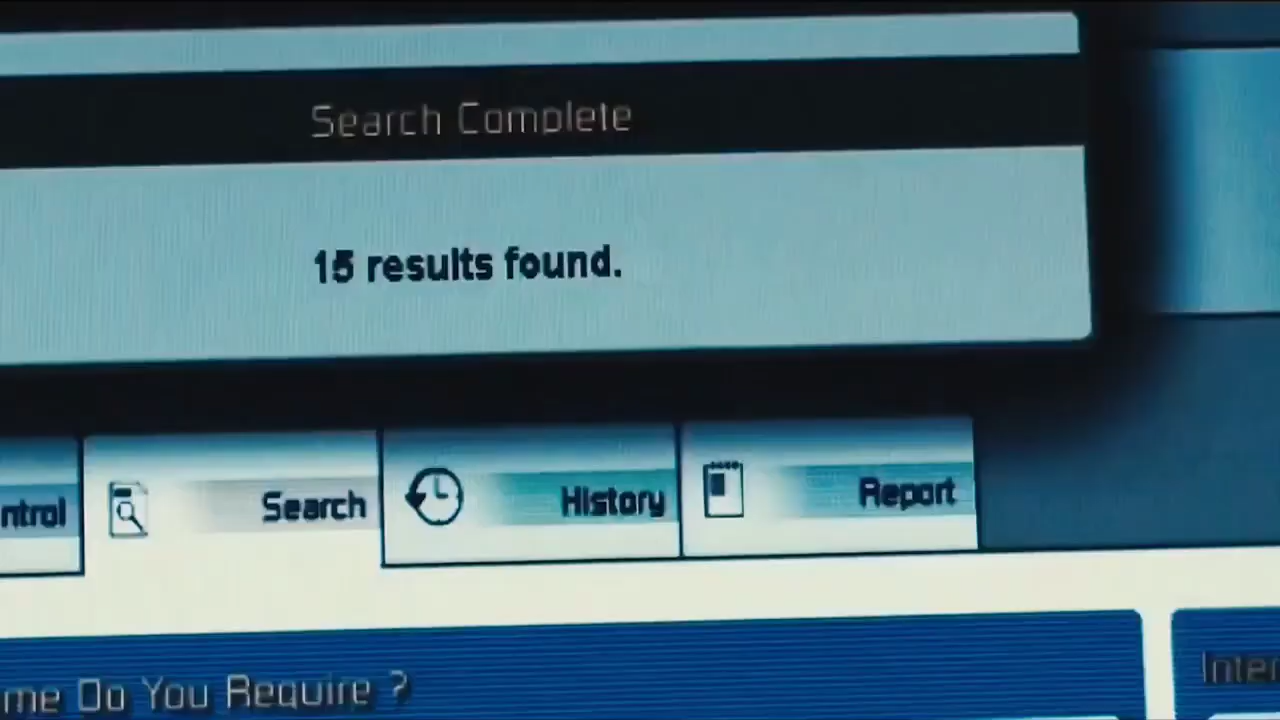 Search Complete
15 results found.
ntrol Search History Report
me Do You Require ?
Inter